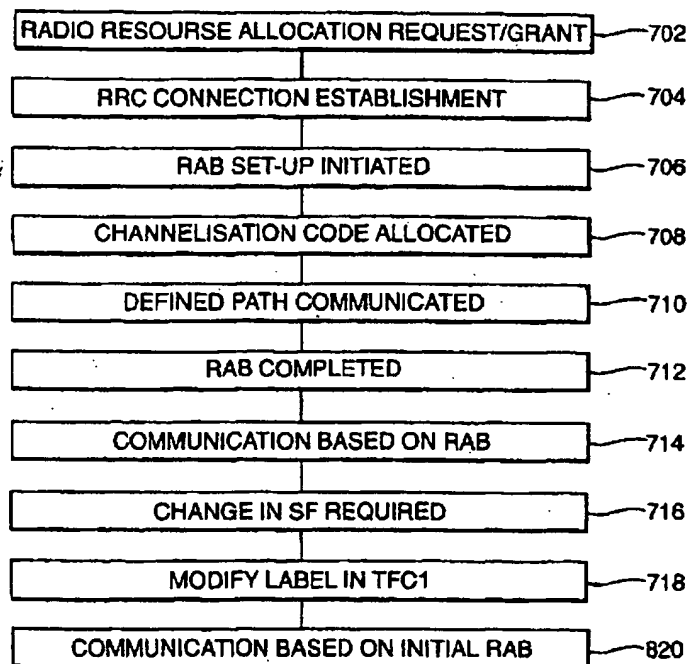 RADIO RESOURSE ALLOCATION REQUEST/GRANT 702
RRC CONNECTION ESTABLISHMENT 704
RAB SET-UP INITIATED 706
CHANNELISATION CODE ALLOCATED 708
DEFINED PATH COMMUNICATED 710
RAB COMPLETED 712
COMMUNICATION BASED ON RAB 714
CHANGE IN SF REQUIRED 716
MODIFY LABEL IN TFC1 718
COMMUNICATION BASED ON INITIAL RAB 820